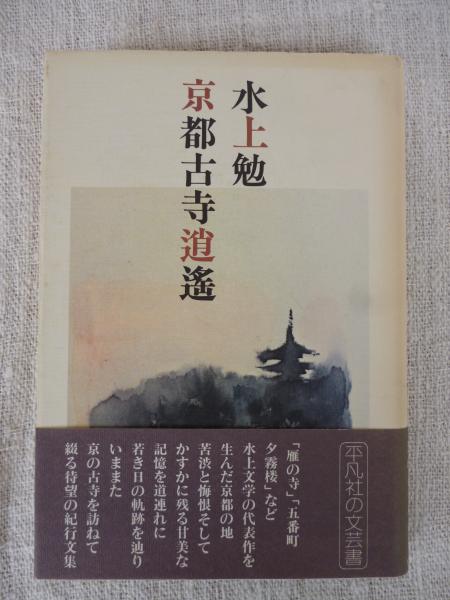 水上勉
京都古寺逍遙
平凡社の文芸書
「雁の寺」「五番町
夕霧楼」など
水上文学の代表作を
生んだ京都の地
苦渋と悔恨そして
かすかに残る甘美な
記憶を道連れに
若き日の軌跡を辿り
いままた
京の古寺を訪ねて
綴る待望の紀行文集